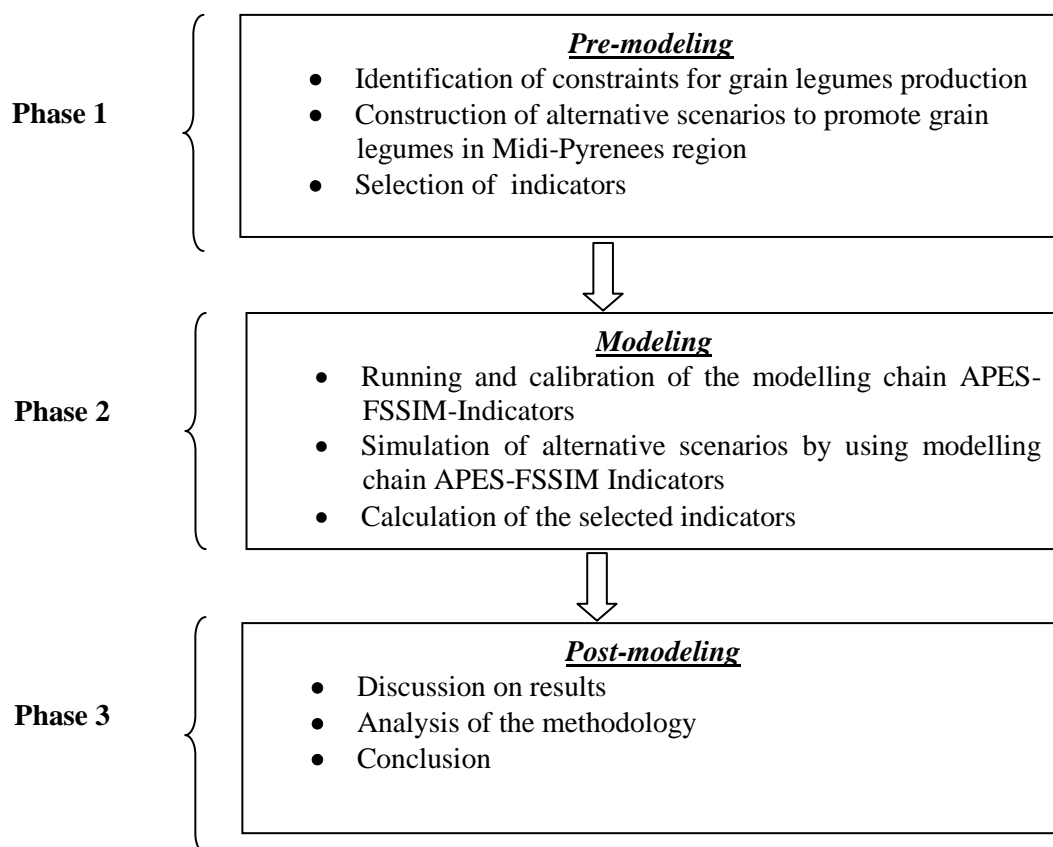 Phase 1
Pre-modeling
● Identification of constraints for grain legumes production
● Construction of alternative scenarios to promote grain
legumes in Midi-Pyrenees region
● Selection of indicators
Phase 2
Modeling
● Running and calibration of the modelling chain APES-
FSSIM-Indicators
● Simulation of alternative scenarios by using modelling
chain APES-FSSIM Indicators
● Calculation of the selected indicators
Phase 3
Post-modeling
● Discussion on results
● Analysis of the methodology
● Conclusion